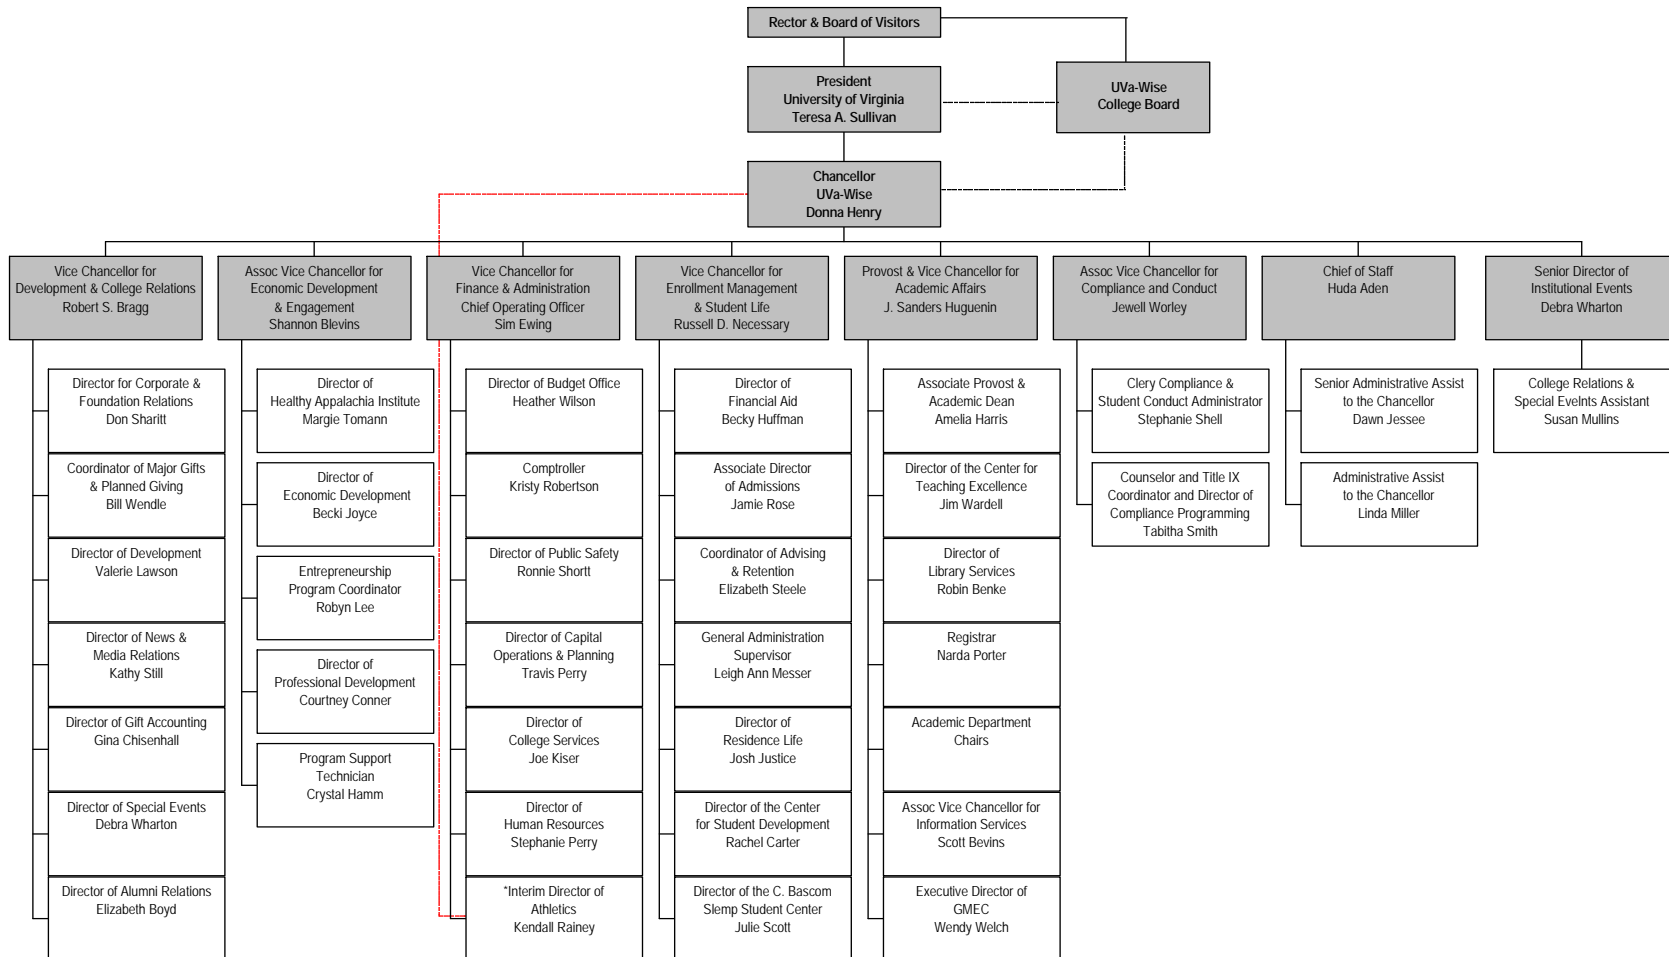 Rector & Board of Visitors
President
University of Virginia
Teresa A. Sullivan
UVa-Wise
College Board
Chancellor
UVa-Wise
Donna Henry
Vice Chancellor for
Development & College Relations
Robert S. Bragg
Assoc Vice Chancellor for
Economic Development
& Engagement
Shannon Blevins
Vice Chancellor for
Finance & Administration
Chief Operating Officer
Sim Ewing
Vice Chancellor for
Enrollment Management
& Student Life
Russell D. Necessary
Provost & Vice Chancellor for
Academic Affairs
J. Sanders Huguenin
Assoc Vice Chancellor for
Compliance and Conduct
Jewell Worley
Chief of Staff
Huda Aden
Senior Director of
Institutional Events
Debra Wharton
Director for Corporate &
Foundation Relations
Don Sharitt
Coordinator of Major Gifts
& Planned Giving
Bill Wendle
Director of Development
Valerie Lawson
Director of News &
Media Relations
Kathy Still
Director of Gift Accounting
Gina Chisenhall
Director of Special Events
Debra Wharton
Director of Alumni Relations
Elizabeth Boyd
Director of
Healthy Appalachia Institute
Margie Tomann
Director of
Economic Development
Becki Joyce
Entrepreneurship
Program Coordinator
Robyn Lee
Director of
Professional Development
Courtney Conner
Program Support
Technician
Crystal Hamm
Director of Budget Office
Heather Wilson
Comptroller
Kristy Robertson
Director of Public Safety
Ronnie Shortt
Director of Capital
Operations & Planning
Travis Perry
Director of
College Services
Joe Kiser
Director of
Human Resources
Stephanie Perry
*Interim Director of
Athletics
Kendall Rainey
Director of
Financial Aid
Becky Huffman
Associate Director
of Admissions
Jamie Rose
Coordinator of Advising
& Retention
Elizabeth Steele
General Administration
Supervisor
Leigh Ann Messer
Director of
Residence Life
Josh Justice
Director of the Center
for Student Development
Rachel Carter
Director of the C. Bascom
Slemp Student Center
Julie Scott
Associate Provost &
Academic Dean
Amelia Harris
Director of the Center for
Teaching Excellence
Jim Wardell
Director of
Library Services
Robin Benke
Registrar
Narda Porter
Academic Department
Chairs
Assoc Vice Chancellor for
Information Services
Scott Bevins
Executive Director of
GMEC
Wendy Welch
Clery Compliance &
Student Conduct Administrator
Stephanie Shell
Counselor and Title IX
Coordinator and Director of
Compliance Programming
Tabitha Smith
Senior Administrative Assist
to the Chancellor
Dawn Jessee
Administrative Assist
to the Chancellor
Linda Miller
College Relations &
Special Evelnts Assistant
Susan Mullins